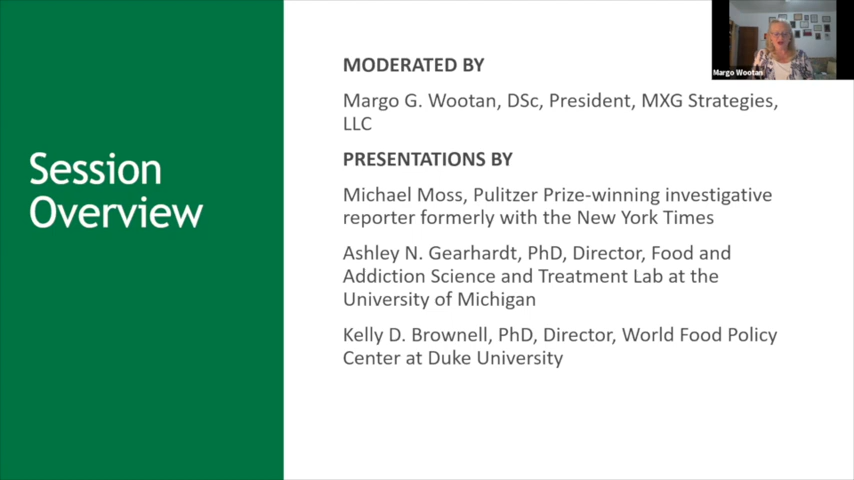 Session
Overview
MODERATED BY
Margo G. Wootan, DSc, President, MXG Strategies,
LLC
PRESENTATIONS BY
Michael Moss, Pulitzer Prize-winning investigative
reporter formerly with the New York Times
Ashley N. Gearhardt, PhD, Director, Food and
Addiction Science and Treatment Lab at the
University of Michigan
Kelly D. Brownell, PhD, Director, World Food Policy
Center at Duke University
Margo Wootan